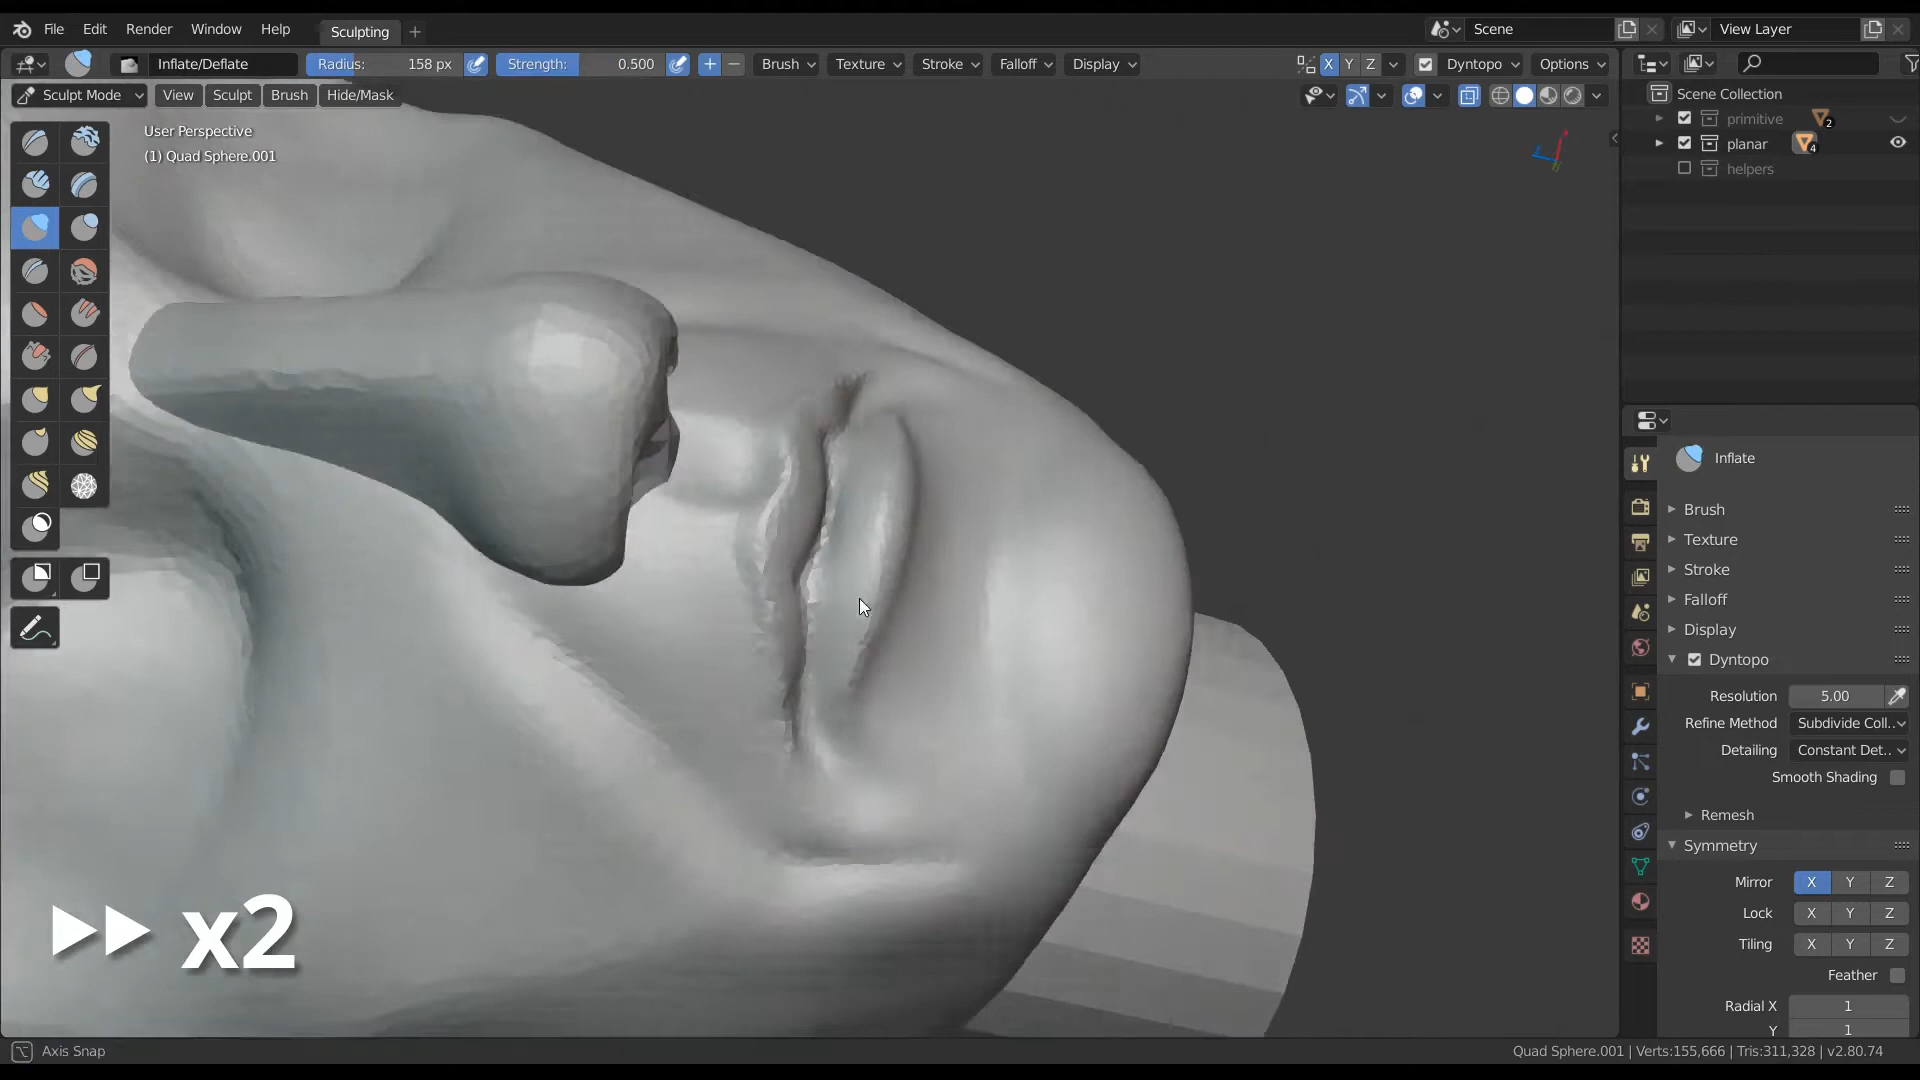 File Edit Render Window Help Sculpting + Scene View Layer
Inflate/Deflate Radius: 158 px Strength: 0.500 Brush Texture Stroke Falloff Display X Y Z Dyntopo Options
Sculpt Mode View Sculpt Brush Hide/Mask
Scene Collection
primitive 2
planar 4
helpers
User Perspective
(1) Quad Sphere.001
Inflate
Brush
Texture
Stroke
Falloff
Display
Dyntopo
Resolution 5.00
Refine Method Subdivide Coll..
Detailing Constant Det..
Smooth Shading
Remesh
Symmetry
Mirror X Y Z
Lock X Y Z
Tiling X Y Z
Feather
Radial X 1
Y 1
x2
Axis Snap
Quad Sphere.001 | Verts:155,666 | Tris:311,328 | v2.80.74